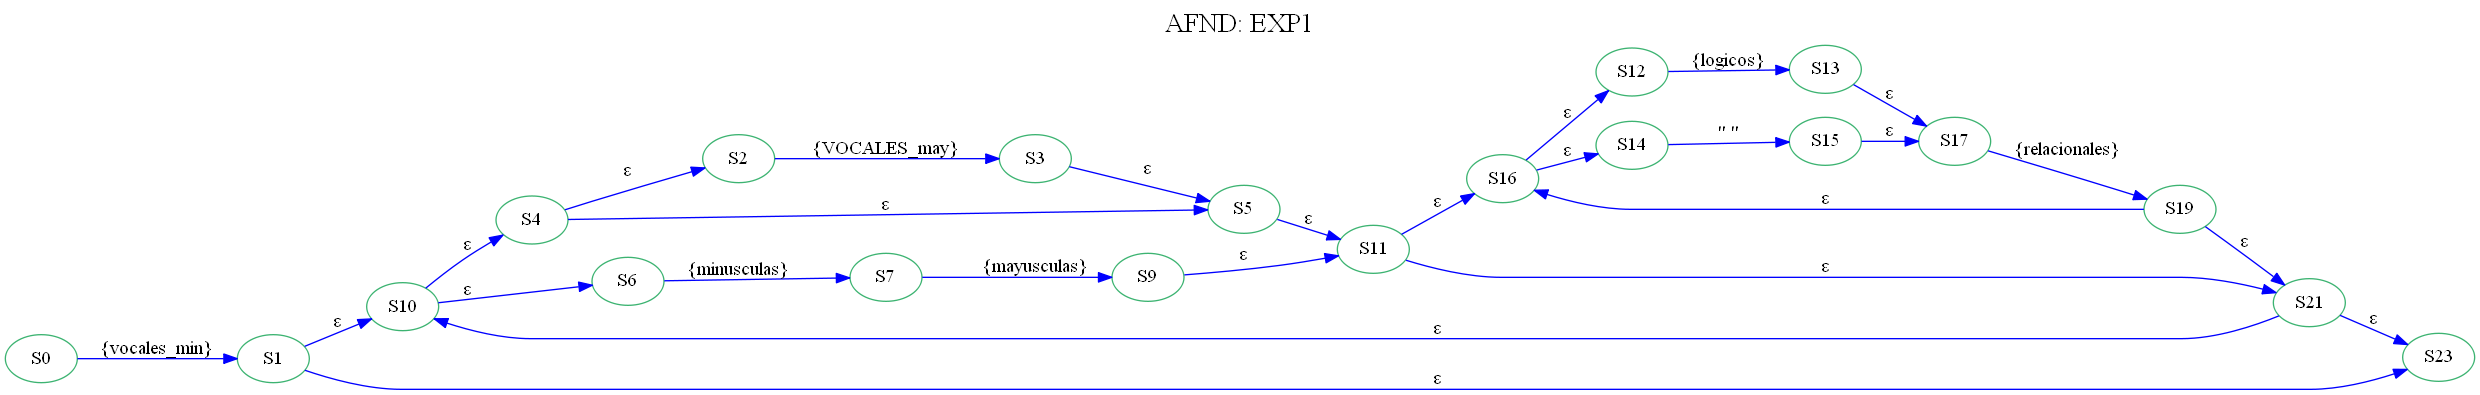 AFND: EXP1
S12
{logicos}
S13
ε
ε
S2
{VOCALES_may}
S3
ε
ε
S14
" "
S15
ε
S17
{relacionales}
S4
ε
S5
ε
ε
S16
ε
S19
ε
S10
ε
S6
{minusculas}
S7
{mayusculas}
S9
ε
S11
ε
ε
S21
ε
S0
{vocales_min}
S1
ε
ε
ε
S23
ε